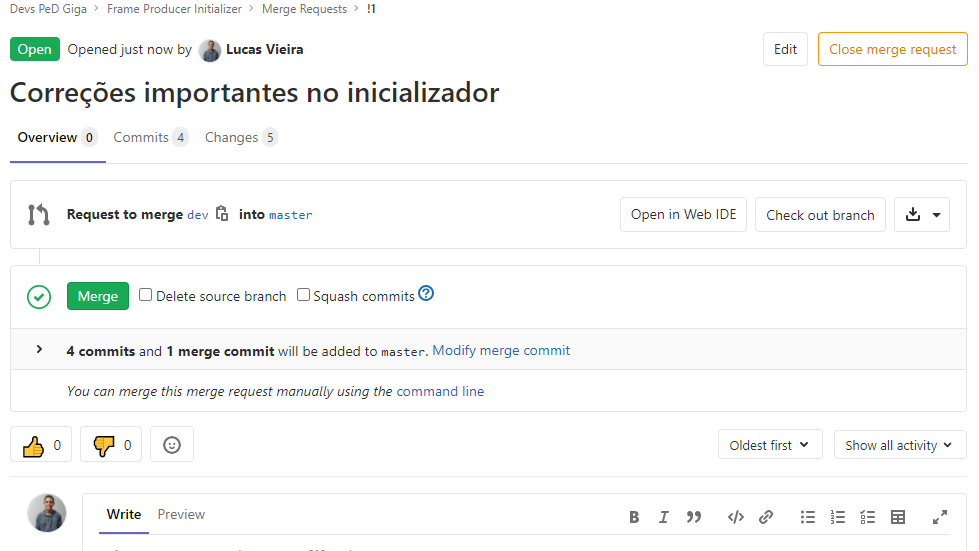 Devs PeD Giga > Frame Producer Initializer > Merge Requests > !1
Open Opened just now by Lucas Vieira Edit Close merge request
Correções importantes no inicializador
Overview 0 Commits 4 Changes 5
Request to merge dev into master Open in Web IDE Check out branch
Merge Delete source branch Squash commits
4 commits and 1 merge commit will be added to master. Modify merge commit
You can merge this merge request manually using the command line
0 0 Oldest first Show all activity
Write Preview